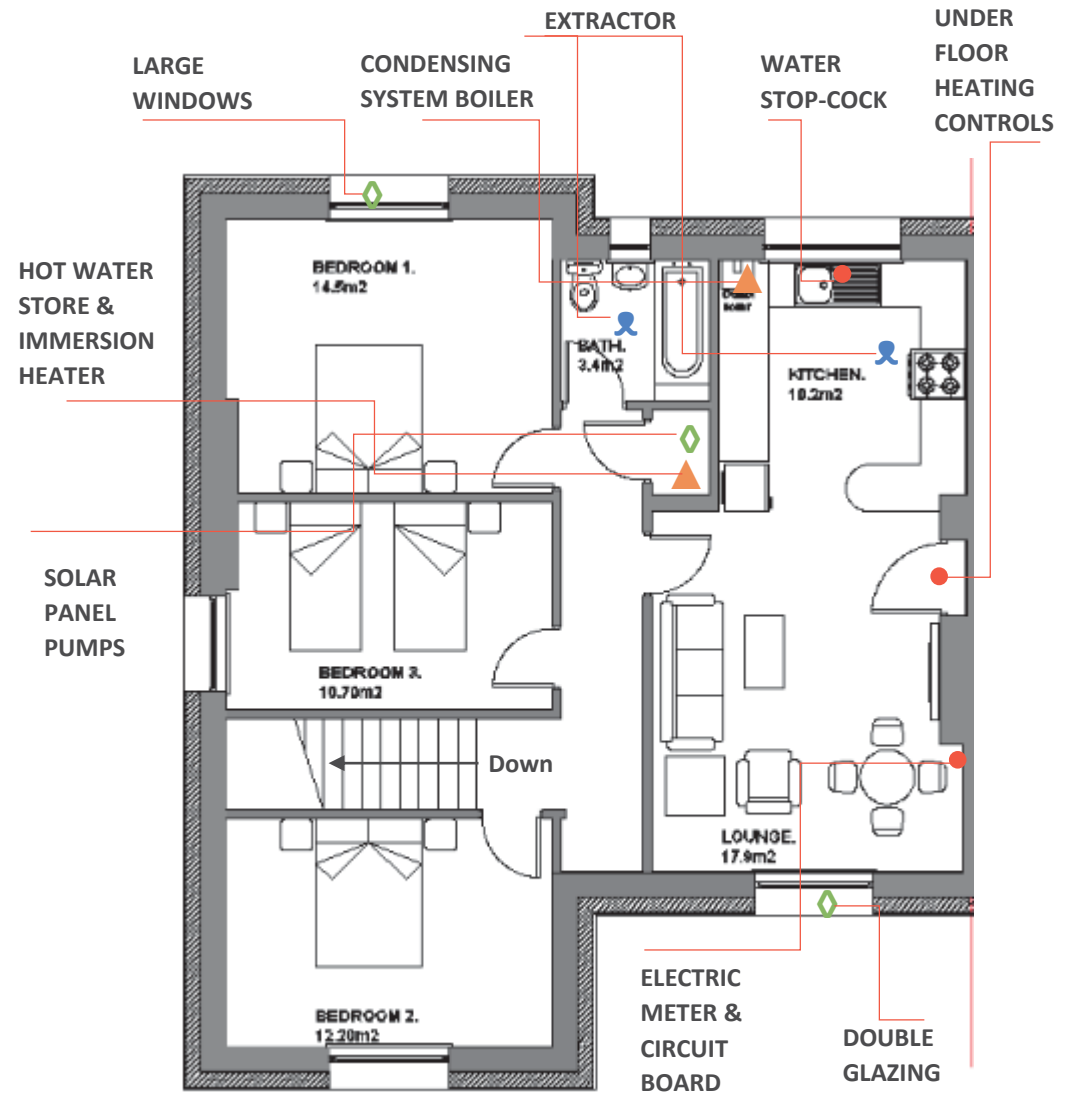 EXTRACTOR
UNDER
FLOOR
HEATING
CONTROLS
LARGE
WINDOWS
CONDENSING
SYSTEM BOILER
WATER
STOP-COCK
HOT WATER
STORE &
IMMERSION
HEATER
BEDROOM 1.
14.5m2
BATH.
3.4m2
KITCHEN.
10.2m2
SOLAR
PANEL
PUMPS
BEDROOM 3.
10.70m2
Down
LOUNGE.
17.9m2
BEDROOM 2.
12.20m2
ELECTRIC
METER &
CIRCUIT
BOARD
DOUBLE
GLAZING